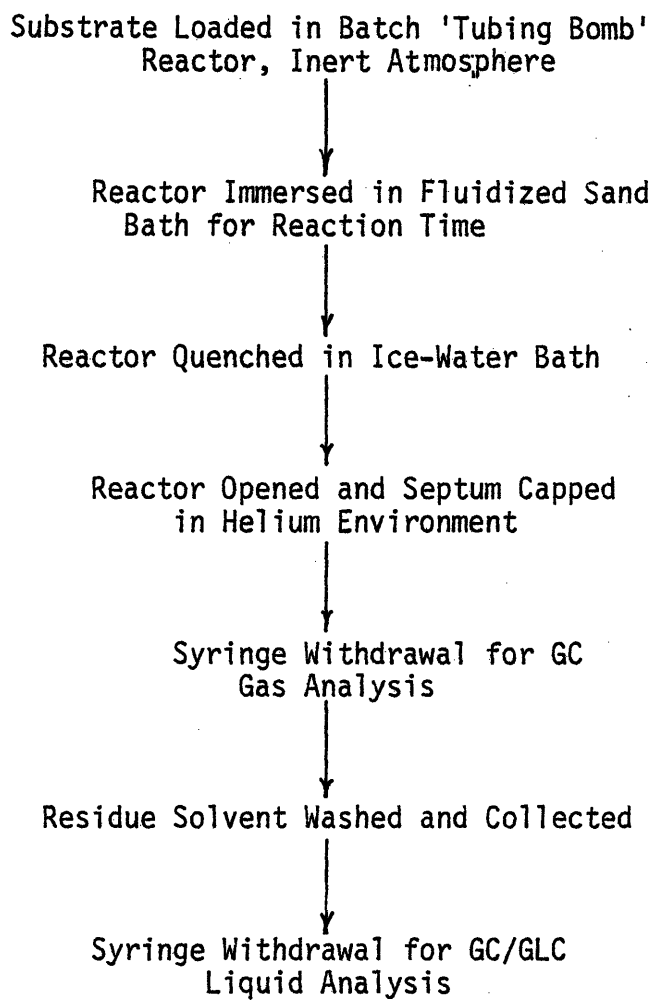 Substrate Loaded in Batch 'Tubing Bomb'
Reactor, Inert Atmosphere
Reactor Immersed in Fluidized Sand
Bath for Reaction Time
Reactor Quenched in Ice-Water Bath
Reactor Opened and Septum Capped
in Helium Environment
Syringe Withdrawal for GC
Gas Analysis
Residue Solvent Washed and Collected
Syringe Withdrawal for GC/GLC
Liquid Analysis